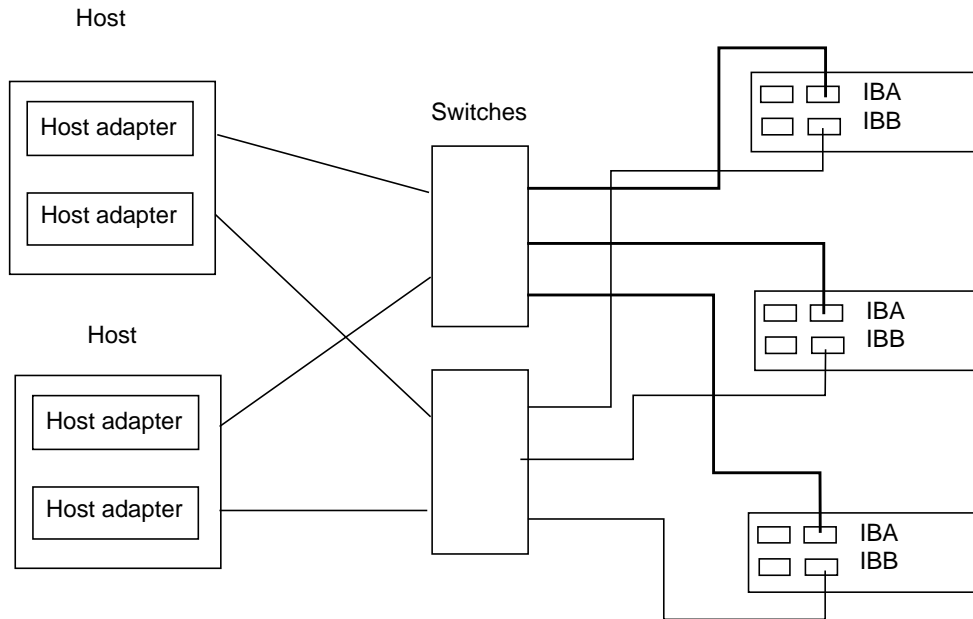 Host
Host adapter
Host adapter
Switches
IBA
IBB
Host
Host adapter
Host adapter
IBA
IBB
IBA
IBB